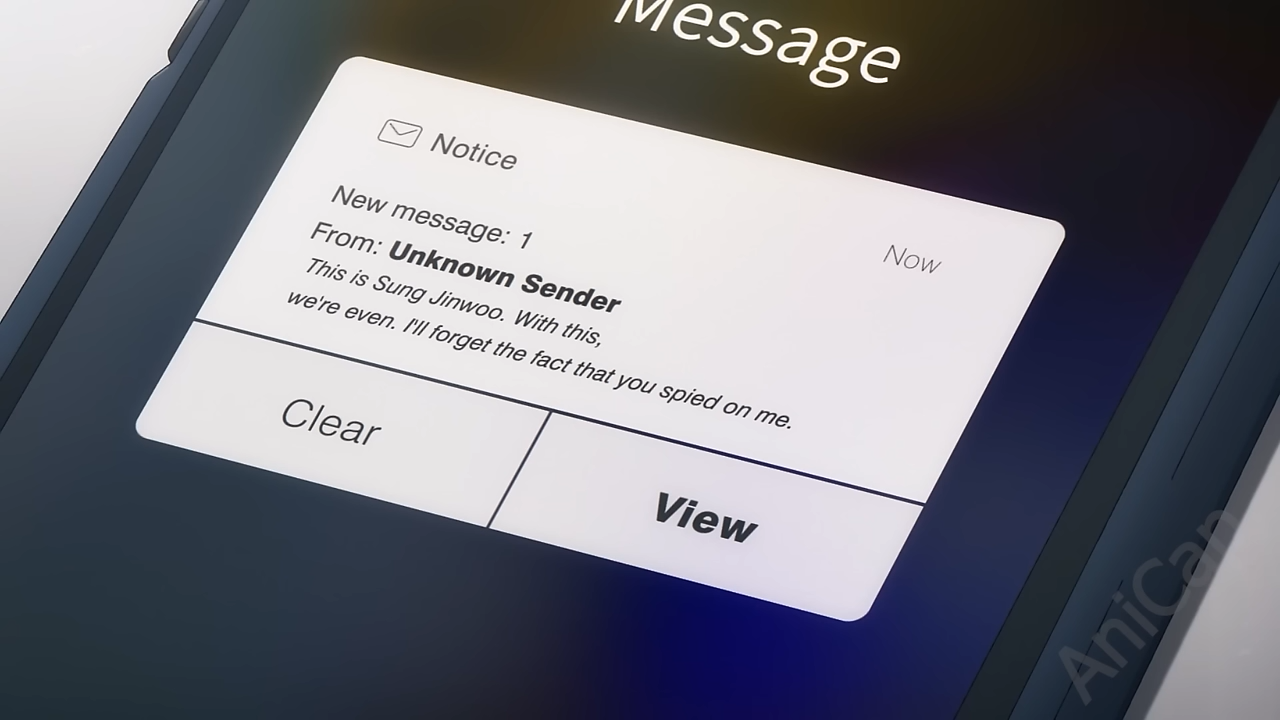 Message
Notice
Now
New message: 1
From: Unknown Sender
This is Sung Jinwoo. With this,
we're even. I'll forget the fact that you spied on me.
Clear
View
AniCan